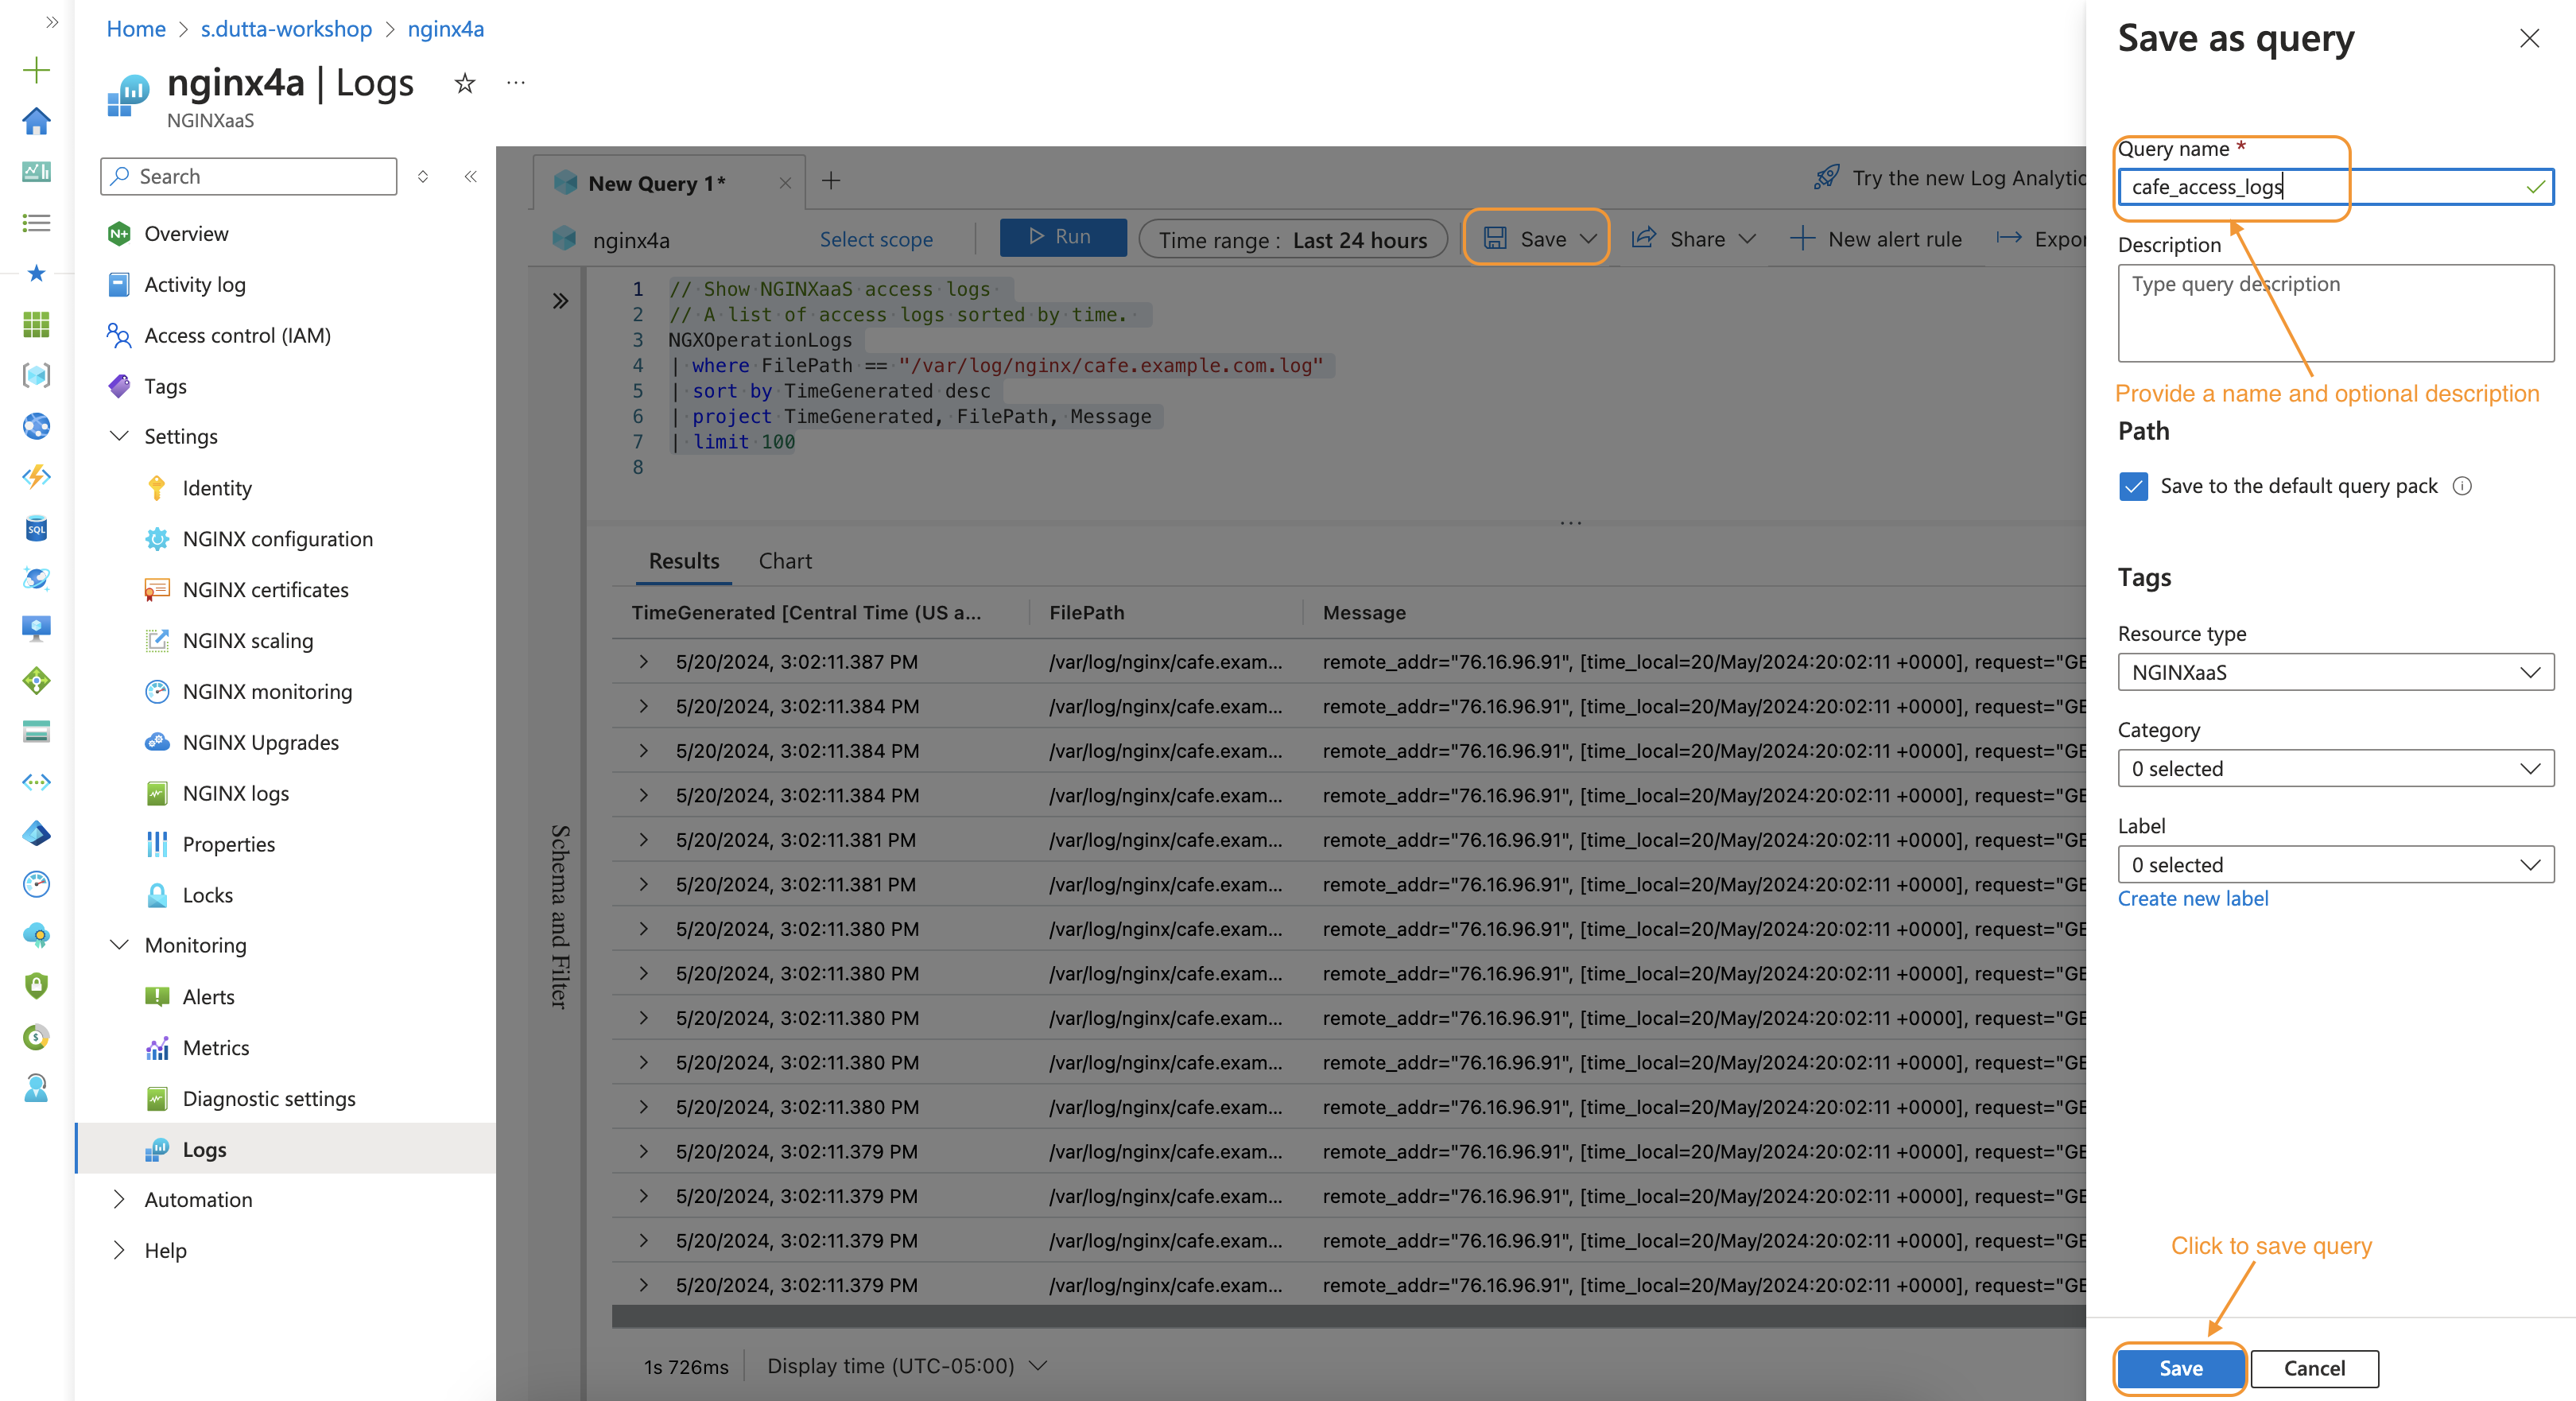 Home > s.dutta-workshop > nginx4a
nginx4a | Logs
NGINXaaS
Search
Overview
Activity log
Access control (IAM)
Tags
Settings
Identity
NGINX configuration
NGINX certificates
NGINX scaling
NGINX monitoring
NGINX Upgrades
NGINX logs
Properties
Locks
Monitoring
Alerts
Metrics
Diagnostic settings
Logs
Automation
Help
SQL
N+
New Query 1*
Try the new Log Analytic
nginx4a
Select scope
Run
Time range : Last 24 hours
Save
Share
New alert rule
Expor
1 // Show NGINXaaS access logs
2 // A list of access logs sorted by time.
3 NGXOperationLogs
4 | where FilePath == "/var/log/nginx/cafe.example.com.log"
5 | sort by TimeGenerated desc
6 | project TimeGenerated, FilePath, Message
7 | limit 100
8
Schema and Filter
Results Chart
TimeGenerated [Central Time (US a... FilePath Message
5/20/2024, 3:02:11.387 PM /var/log/nginx/cafe.exam... remote_addr="76.16.96.91", [time_local=20/May/2024:20:02:11 +0000], request="GE
5/20/2024, 3:02:11.384 PM /var/log/nginx/cafe.exam... remote_addr="76.16.96.91", [time_local=20/May/2024:20:02:11 +0000], request="GE
5/20/2024, 3:02:11.384 PM /var/log/nginx/cafe.exam... remote_addr="76.16.96.91", [time_local=20/May/2024:20:02:11 +0000], request="GE
5/20/2024, 3:02:11.384 PM /var/log/nginx/cafe.exam... remote_addr="76.16.96.91", [time_local=20/May/2024:20:02:11 +0000], request="GE
5/20/2024, 3:02:11.381 PM /var/log/nginx/cafe.exam... remote_addr="76.16.96.91", [time_local=20/May/2024:20:02:11 +0000], request="GE
5/20/2024, 3:02:11.381 PM /var/log/nginx/cafe.exam... remote_addr="76.16.96.91", [time_local=20/May/2024:20:02:11 +0000], request="GE
5/20/2024, 3:02:11.380 PM /var/log/nginx/cafe.exam... remote_addr="76.16.96.91", [time_local=20/May/2024:20:02:11 +0000], request="GE
5/20/2024, 3:02:11.380 PM /var/log/nginx/cafe.exam... remote_addr="76.16.96.91", [time_local=20/May/2024:20:02:11 +0000], request="GE
5/20/2024, 3:02:11.380 PM /var/log/nginx/cafe.exam... remote_addr="76.16.96.91", [time_local=20/May/2024:20:02:11 +0000], request="GE
5/20/2024, 3:02:11.380 PM /var/log/nginx/cafe.exam... remote_addr="76.16.96.91", [time_local=20/May/2024:20:02:11 +0000], request="GE
5/20/2024, 3:02:11.380 PM /var/log/nginx/cafe.exam... remote_addr="76.16.96.91", [time_local=20/May/2024:20:02:11 +0000], request="GE
5/20/2024, 3:02:11.379 PM /var/log/nginx/cafe.exam... remote_addr="76.16.96.91", [time_local=20/May/2024:20:02:11 +0000], request="GE
5/20/2024, 3:02:11.379 PM /var/log/nginx/cafe.exam... remote_addr="76.16.96.91", [time_local=20/May/2024:20:02:11 +0000], request="GE
5/20/2024, 3:02:11.379 PM /var/log/nginx/cafe.exam... remote_addr="76.16.96.91", [time_local=20/May/2024:20:02:11 +0000], request="GE
5/20/2024, 3:02:11.379 PM /var/log/nginx/cafe.exam... remote_addr="76.16.96.91", [time_local=20/May/2024:20:02:11 +0000], request="GE
1s 726ms Display time (UTC-05:00)
Save as query
Query name *
cafe_access_logs
Description
Type query description
Provide a name and optional description
Path
Save to the default query pack
Tags
Resource type
NGINXaaS
Category
0 selected
Label
0 selected
Create new label
Click to save query
Save Cancel